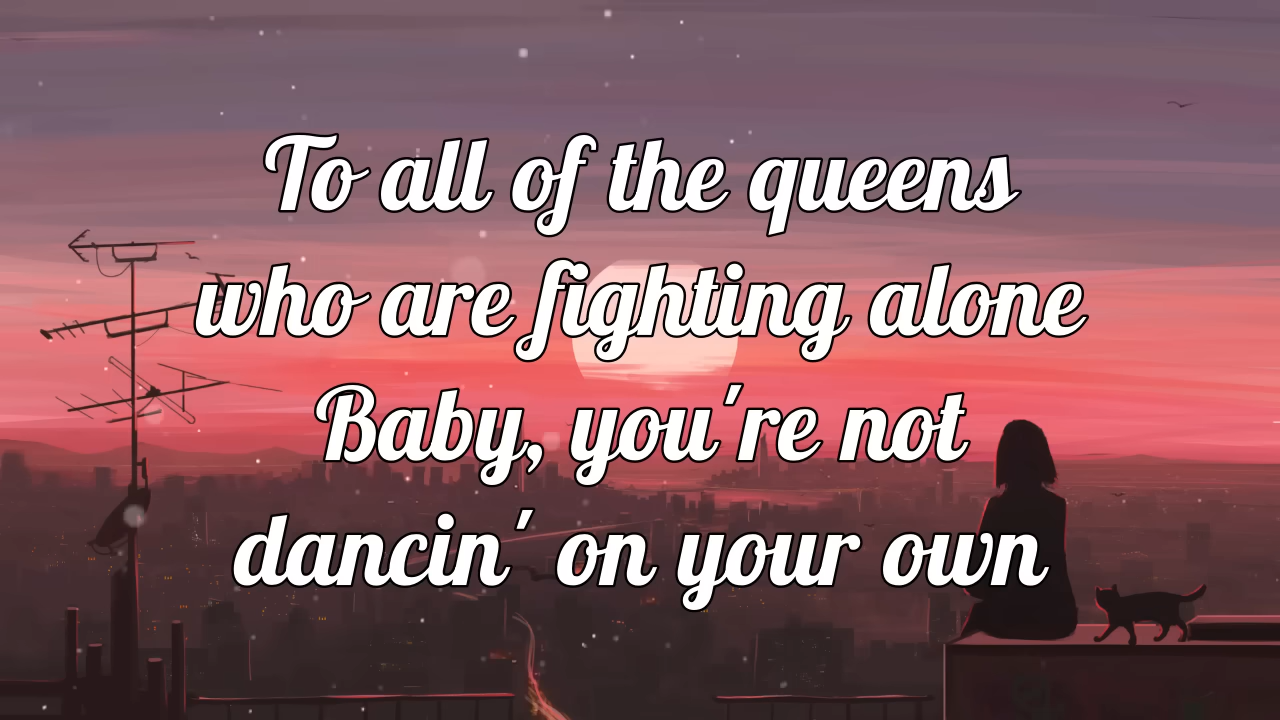 To all of the queens
who are fighting alone
Baby, you're not
dancin' on your own